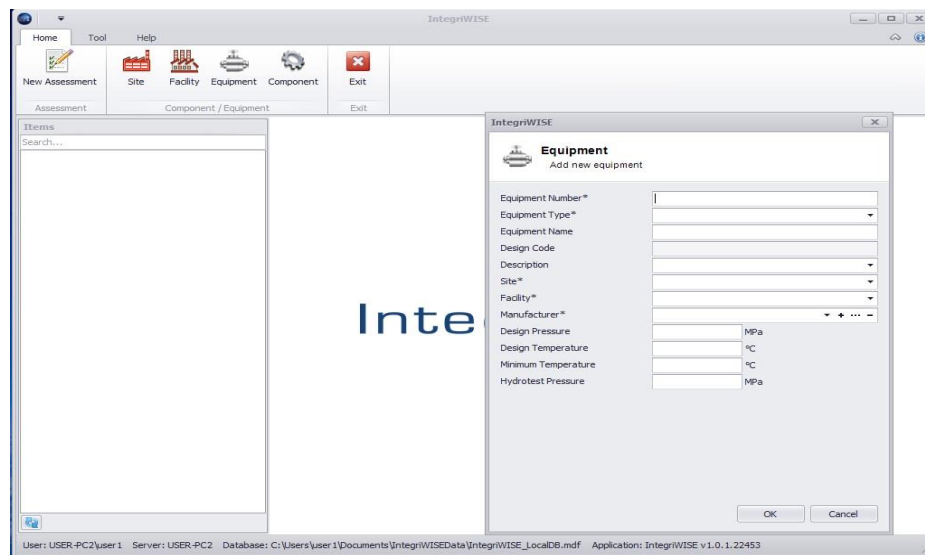 IntegriWISE
Home Tool Help
New Assessment Site Facility Equipment Component Exit
Assessment Component / Equipment Exit
Items
Search...
Inte
IntegriWISE
Equipment
Add new equipment
Equipment Number*
Equipment Type*
Equipment Name
Design Code
Description
Site*
Facility*
Manufacturer*
Design Pressure MPa
Design Temperature °C
Minimum Temperature °C
Hydrotest Pressure MPa
OK Cancel
User: USER-PC2\user1 Server: USER-PC2 Database: C:\Users\user1\Documents\IntegriWISEData\IntegriWISE_LocalDB.mdf Application: IntegriWISE v1.0.1.22453